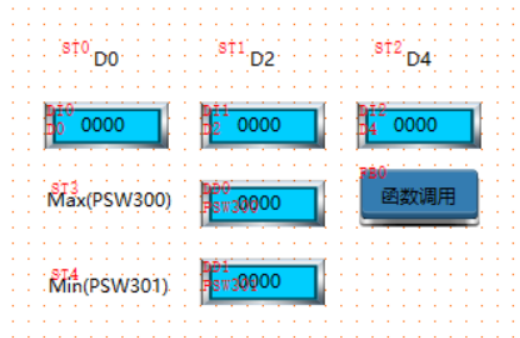 ST0 D0 ST1 D2 ST2 D4
DI0 D0 0000 DI1 D2 0000 DI2 D4 0000
ST3 Max(PSW300) DD0 PSW300 0000 FB0 函数调用
ST4 Min(PSW301) DD1 PSW301 0000